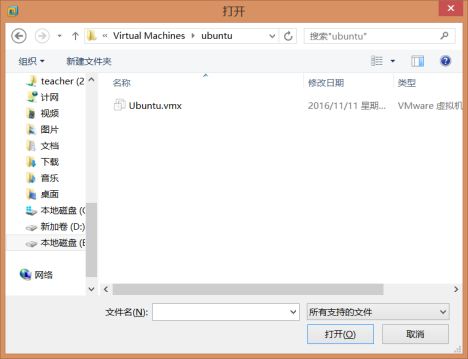 打开
« Virtual Machines ubuntu
搜索"ubuntu"
组织 新建文件夹
名称 修改日期 类型
Ubuntu.vmx 2016/11/11 星期... VMware 虚拟机
teacher (2
计网
视频
图片
文档
下载
音乐
桌面
本地磁盘 (C
新加卷 (D:)
本地磁盘 (E
网络
文件名(N): 所有支持的文件
打开(O) 取消